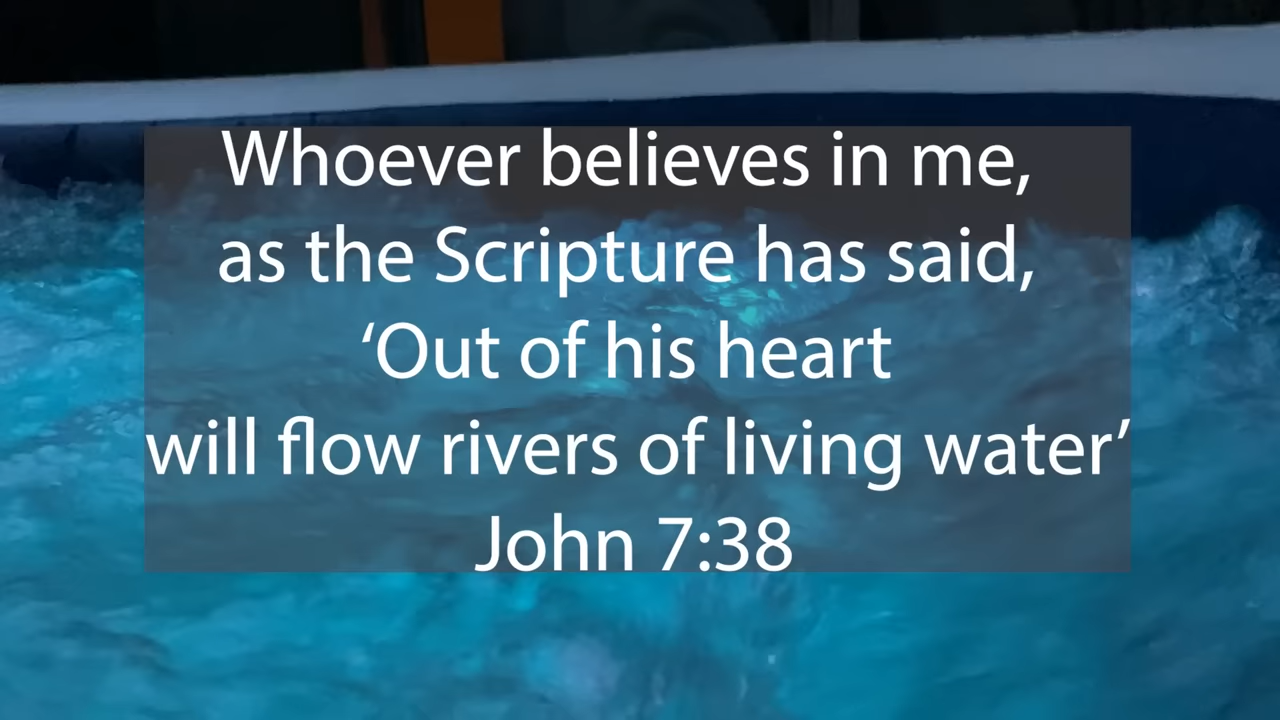 Whoever believes in me,
as the Scripture has said,
‘Out of his heart
will flow rivers of living water’
John 7:38